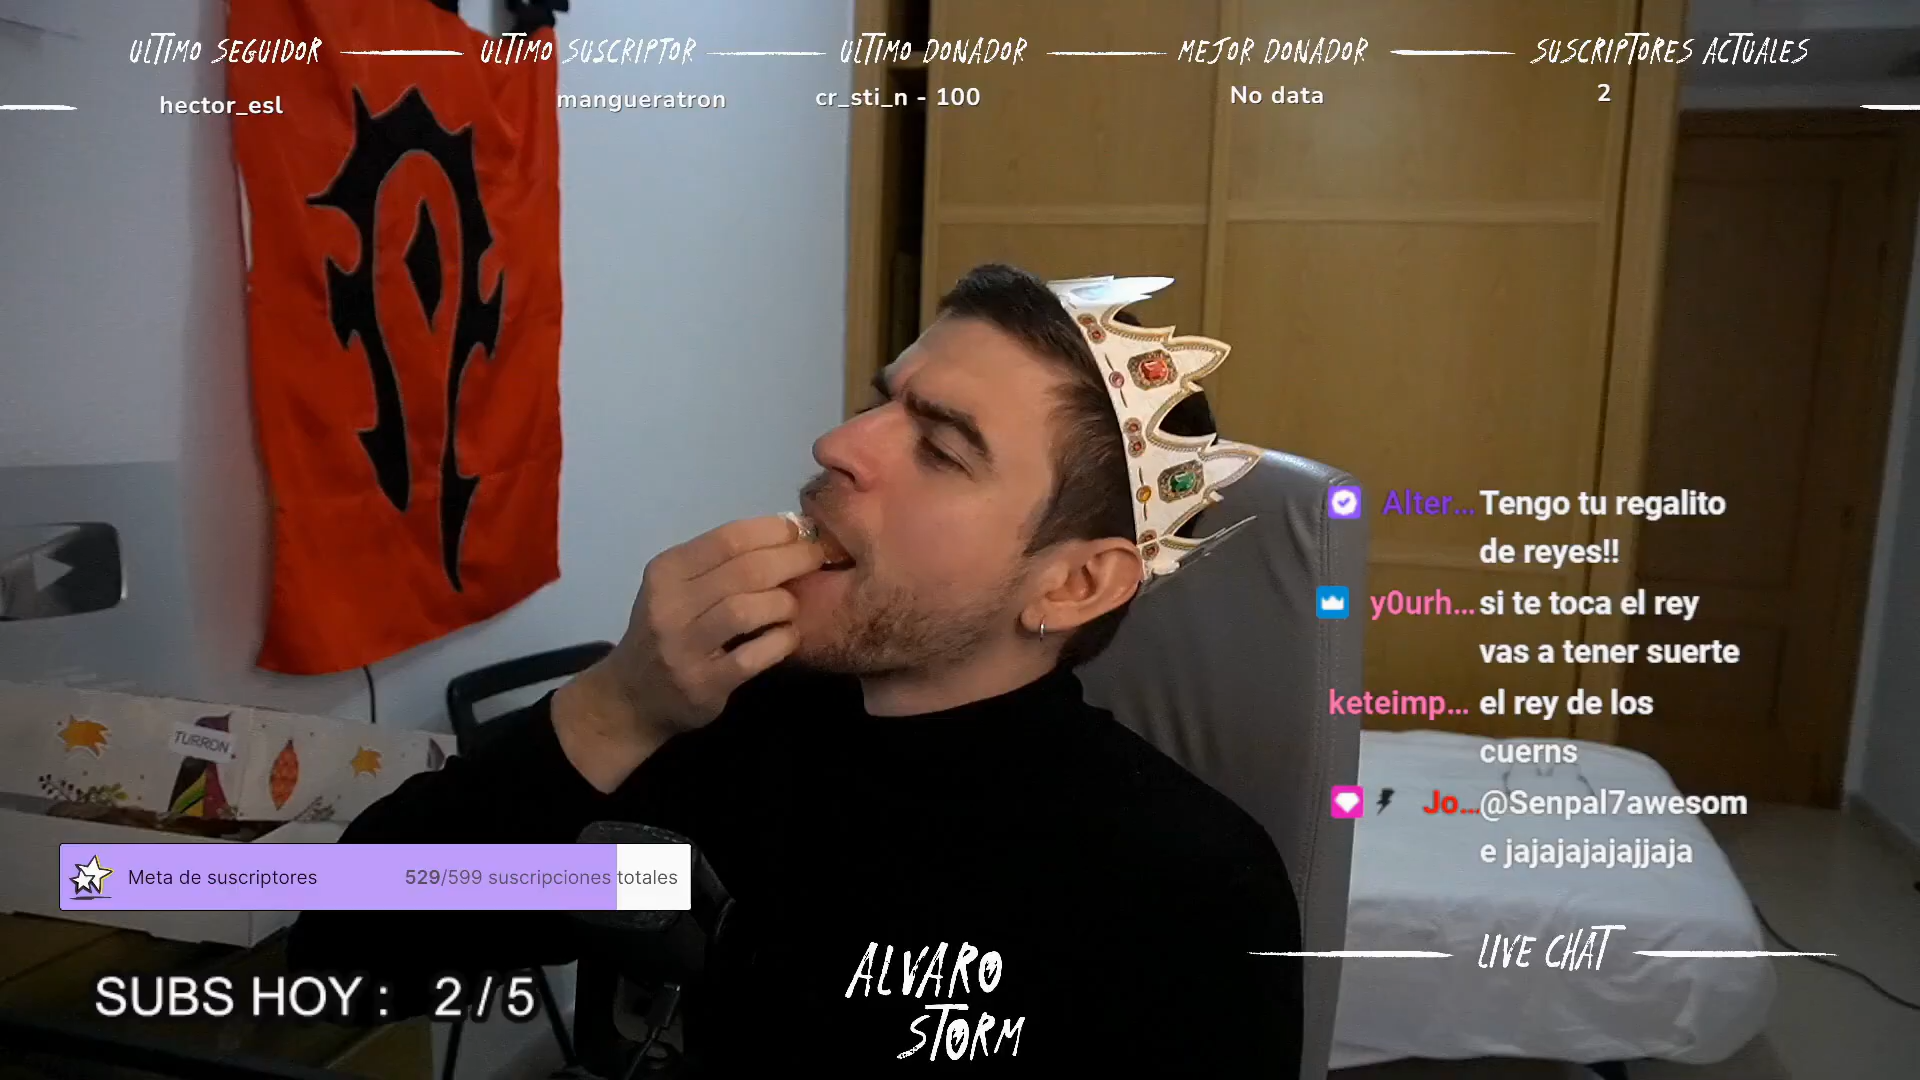 ULTIMO SEGUIDOR
ULTIMO SUSCRIPTOR
ULTIMO DONADOR
MEJOR DONADOR
SUSCRIPTORES ACTUALES
hector_esl
mangueratron
cr_sti_n - 100
No data
2
Alter... Tengo tu regalito
de reyes!!
y0urh... si te toca el rey
vas a tener suerte
keteimp... el rey de los
cuerns
Jo... @Senpal7awesom
e jajajajajajjaja
LIVE CHAT
TURRON
Meta de suscriptores 529/599 suscripciones totales
SUBS HOY : 2 / 5
ALVARO
STORM